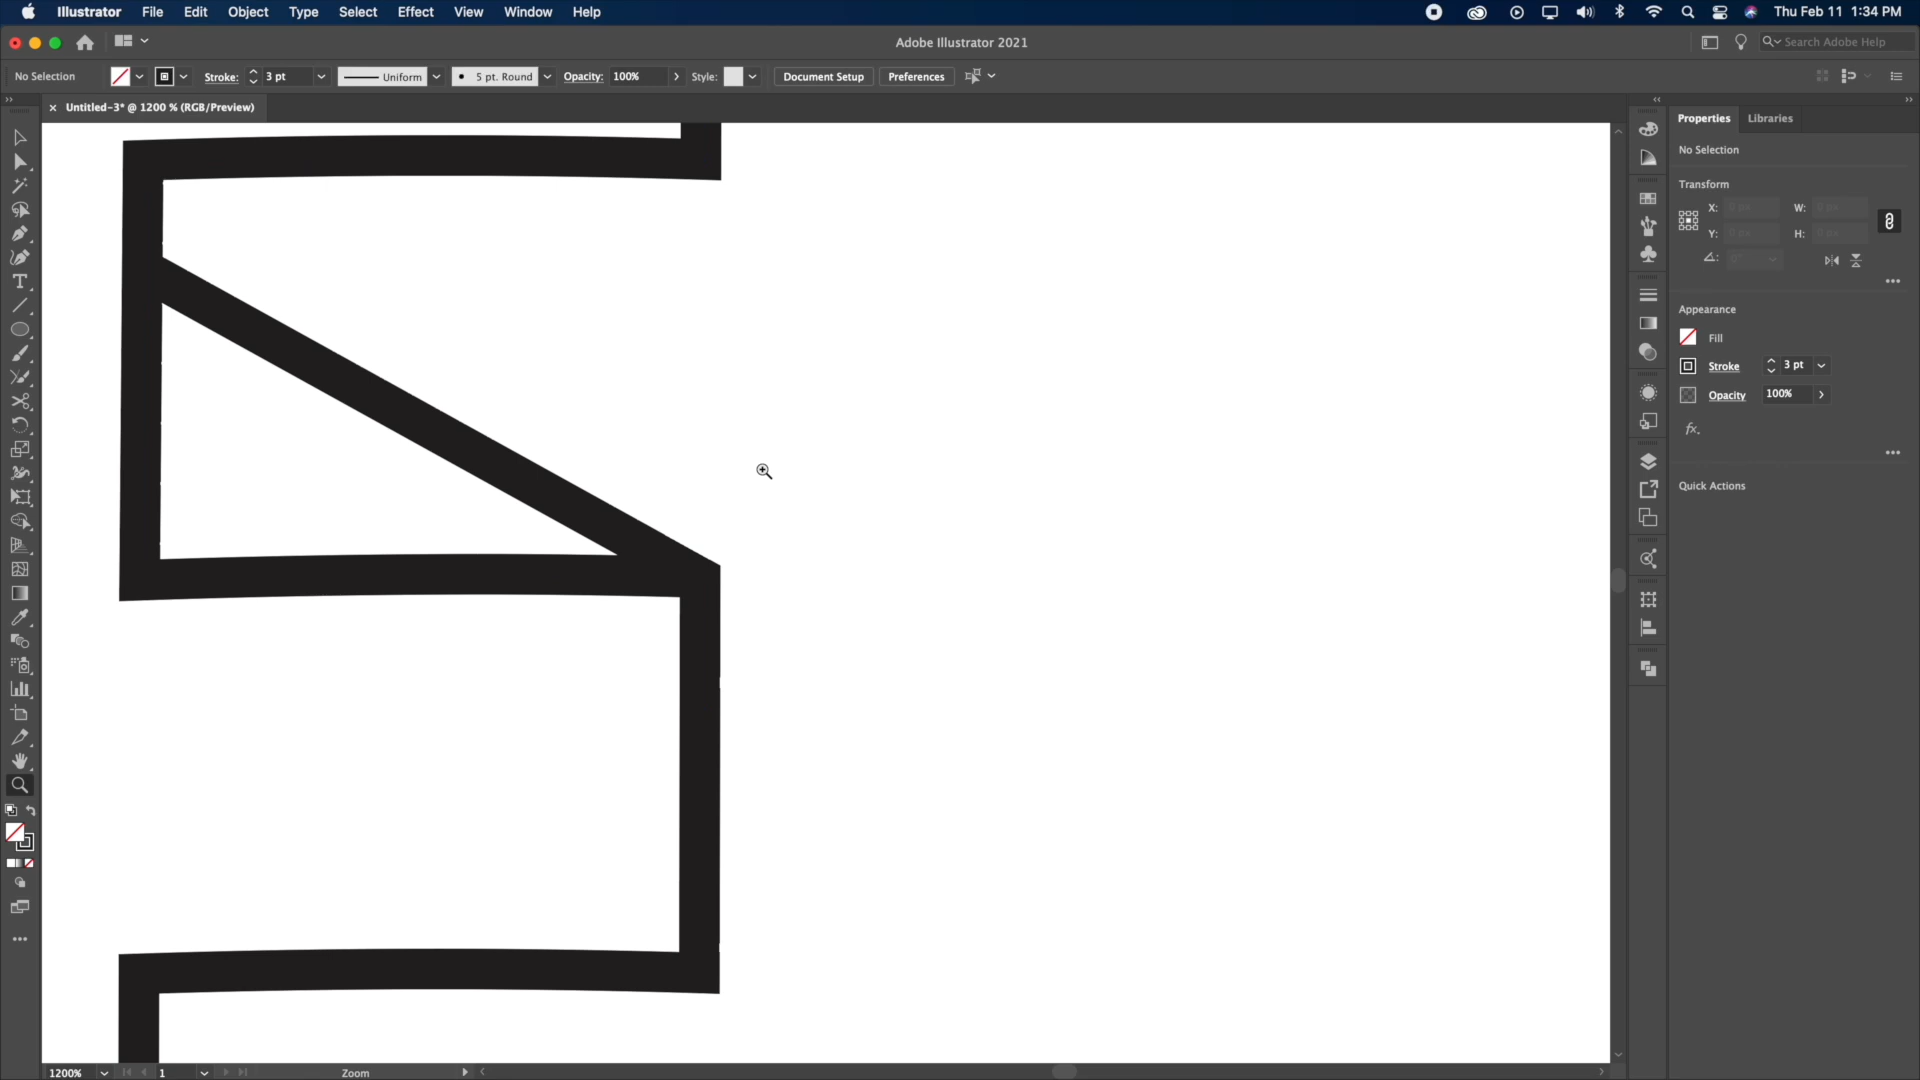 Illustrator File Edit Object Type Select Effect View Window Help Thu Feb 11 1:34 PM
Adobe Illustrator 2021 Search Adobe Help
No Selection Stroke: 3 pt Uniform 5 pt. Round Opacity: 100% Style: Document Setup Preferences
× Untitled-3* @ 1200 % (RGB/Preview)
Properties Libraries
No Selection
Transform
X: W:
Y: H:
Appearance
Fill
Stroke 3 pt
Opacity 100%
fx.
Quick Actions
1200% 1 Zoom